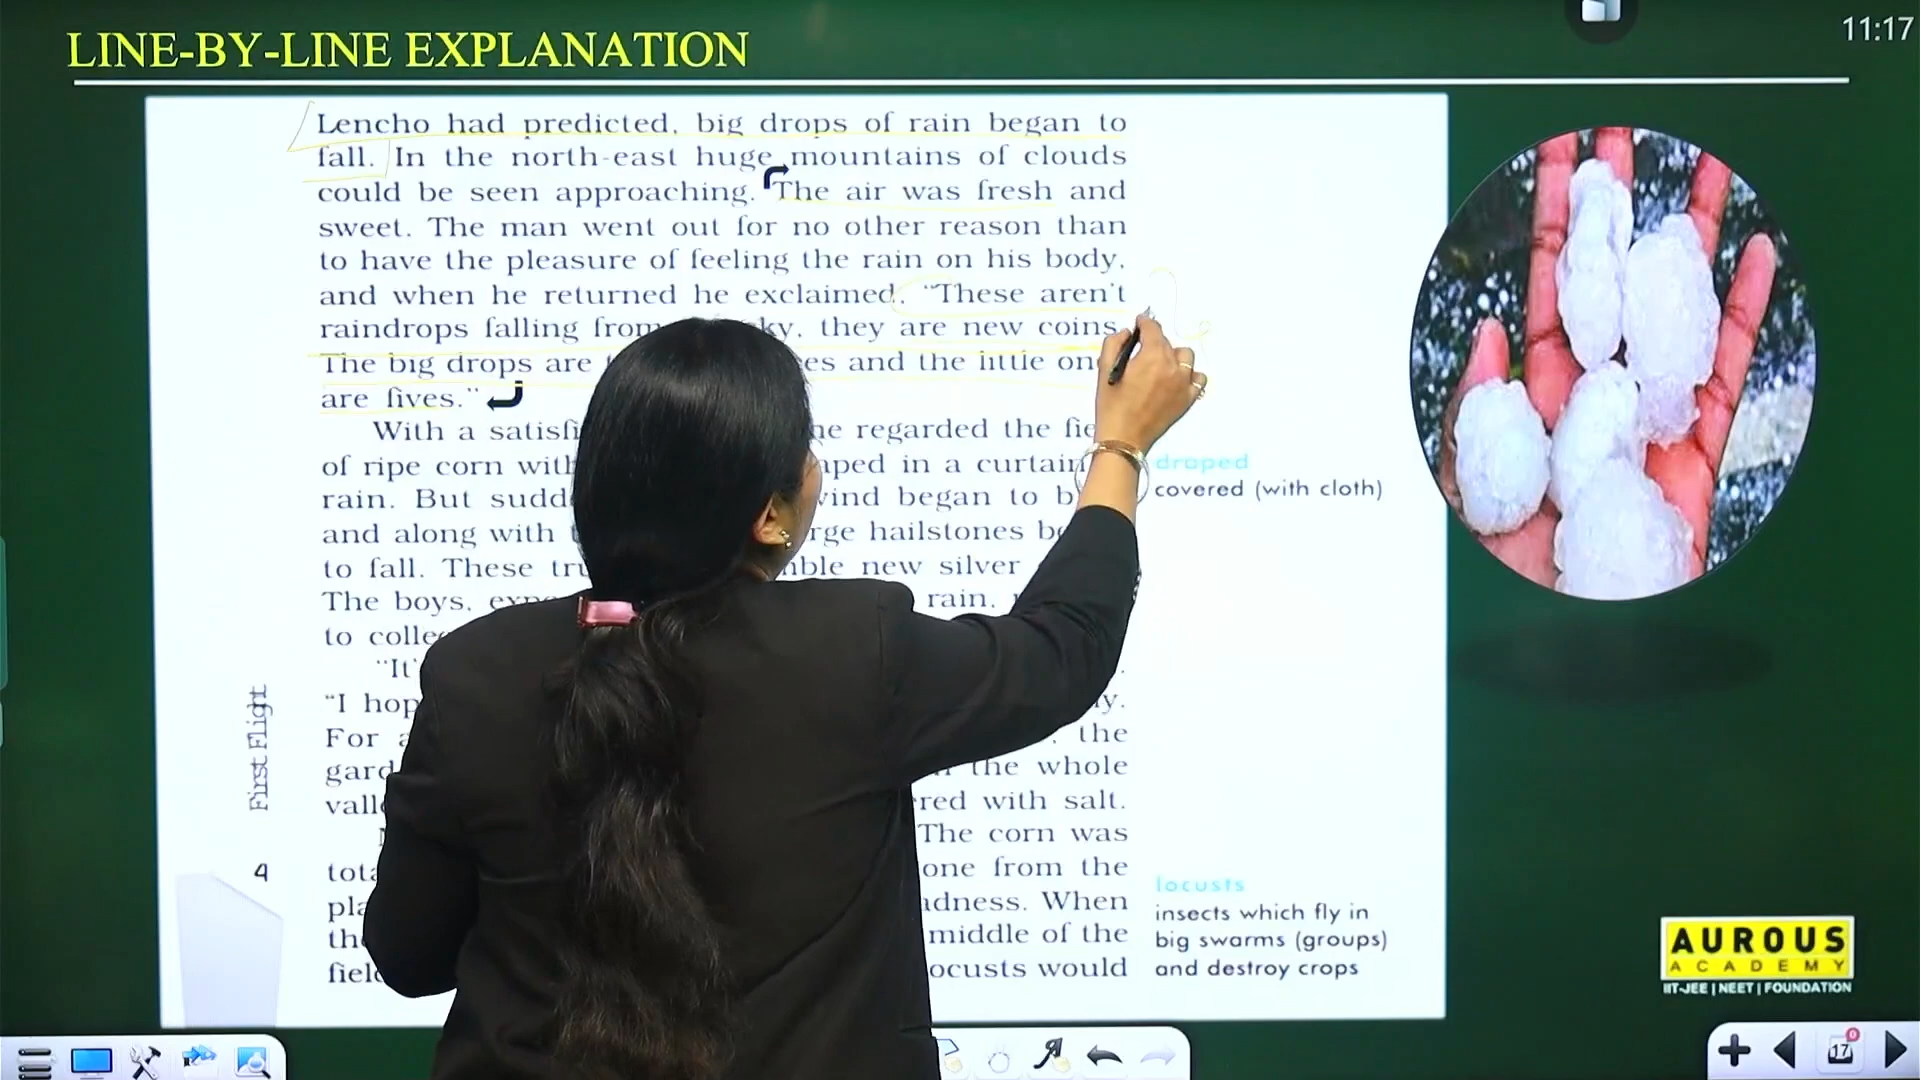 LINE-BY-LINE EXPLANATION
11:17
Lencho had predicted, big drops of rain began to
fall. In the north-east huge mountains of clouds
could be seen approaching. The air was fresh and
sweet. The man went out for no other reason than
to have the pleasure of feeling the rain on his body,
and when he returned he exclaimed, “These aren't
raindrops falling from ky, they are new coins.
The big drops are es and the little on
are fives.”
With a satisfi he regarded the fie
of ripe corn with aped in a curtain
rain. But sudd wind began to b
and along with rge hailstones be
to fall. These tru mble new silver
The boys, exp rain,
to colle
“It'
“I hop ly.
For a , the
gard the whole
valle red with salt.
The corn was
tota one from the
pla adness. When
the middle of the
field ocusts would
draped
covered (with cloth)
locusts
insects which fly in
big swarms (groups)
and destroy crops
First Flight
4
AUROUS
ACADEMY
IIT-JEE | NEET | FOUNDATION
17
0